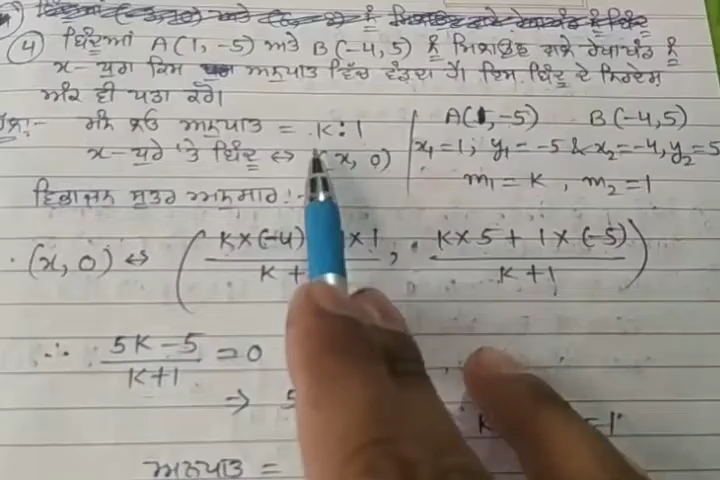 (4) ਬਿੰਦੂਆਂ A(1, -5) ਅਤੇ B(-4, 5) ਨੂੰ ਮਿਲਾਉਣ ਵਾਲੇ ਰੇਖਾਖੰਡ ਨੂੰ
x- ਧੁਰਾ ਕਿਸ ਅਨੁਪਾਤ ਵਿੱਚ ਵੰਡਦਾ ਹੈ। ਇਸ ਬਿੰਦੂ ਦੇ ਨਿਰਦੇਸ਼
ਅੰਕ ਵੀ ਪਤਾ ਕਰੋ।
ਮੰਨ ਲਓ ਅਨੁਪਾਤ = K:1
x- ਧੁਰੇ 'ਤੇ ਬਿੰਦੂ ⇔ x, 0)
A(1, -5) B(-4, 5)
x₁ = 1; y₁ = -5 & x₂ = -4, y₂ = 5
m₁ = K, m₂ = 1
ਵਿਭਾਜਨ ਸੂਤਰ ਅਨੁਸਾਰ:-
(x, 0) ⇔ ( K×(-4) ×1 / K+ , K×5 + 1×(-5) / K+1 )
∴ 5K-5 / K+1 = 0
⇒ 5
= 1
ਅਨੁਪਾਤ =